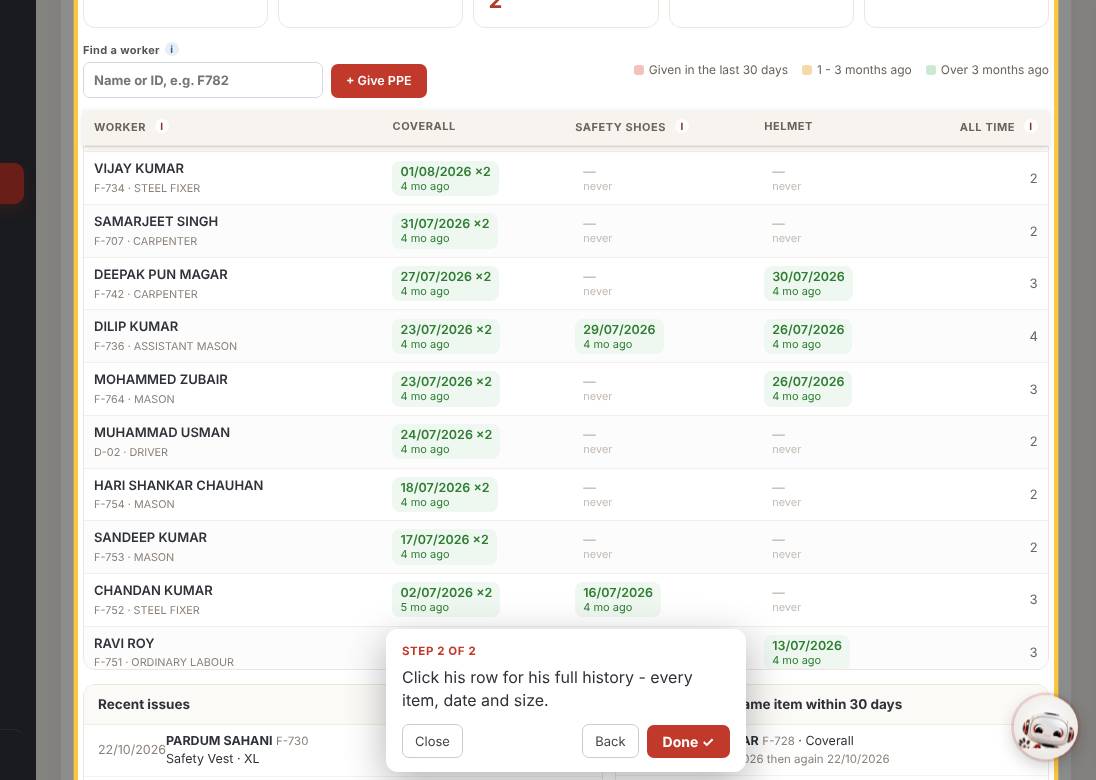 2
Find a worker i
Name or ID, e.g. F782
+ Give PPE
Given in the last 30 days
1 - 3 months ago
Over 3 months ago
WORKER I
COVERALL
SAFETY SHOES I
HELMET
ALL TIME I
VIJAY KUMAR
F-734 · STEEL FIXER
01/08/2026 ×2
4 mo ago
—
never
—
never
2
SAMARJEET SINGH
F-707 · CARPENTER
31/07/2026 ×2
4 mo ago
—
never
—
never
2
DEEPAK PUN MAGAR
F-742 · CARPENTER
27/07/2026 ×2
4 mo ago
—
never
30/07/2026
4 mo ago
3
DILIP KUMAR
F-736 · ASSISTANT MASON
23/07/2026 ×2
4 mo ago
29/07/2026
4 mo ago
26/07/2026
4 mo ago
4
MOHAMMED ZUBAIR
F-764 · MASON
23/07/2026 ×2
4 mo ago
—
never
26/07/2026
4 mo ago
3
MUHAMMAD USMAN
D-02 · DRIVER
24/07/2026 ×2
4 mo ago
—
never
—
never
2
HARI SHANKAR CHAUHAN
F-754 · MASON
18/07/2026 ×2
4 mo ago
—
never
—
never
2
SANDEEP KUMAR
F-753 · MASON
17/07/2026 ×2
4 mo ago
—
never
—
never
2
CHANDAN KUMAR
F-752 · STEEL FIXER
02/07/2026 ×2
5 mo ago
16/07/2026
4 mo ago
—
never
3
RAVI ROY
F-751 · ORDINARY LABOUR
13/07/2026
4 mo ago
3
STEP 2 OF 2
Click his row for his full history - every
item, date and size.
Close
Back
Done ✓
Recent issues
22/10/2026
PARDUM SAHANI F-730
Safety Vest · XL
same item within 30 days
F-728 · Coverall
then again 22/10/2026